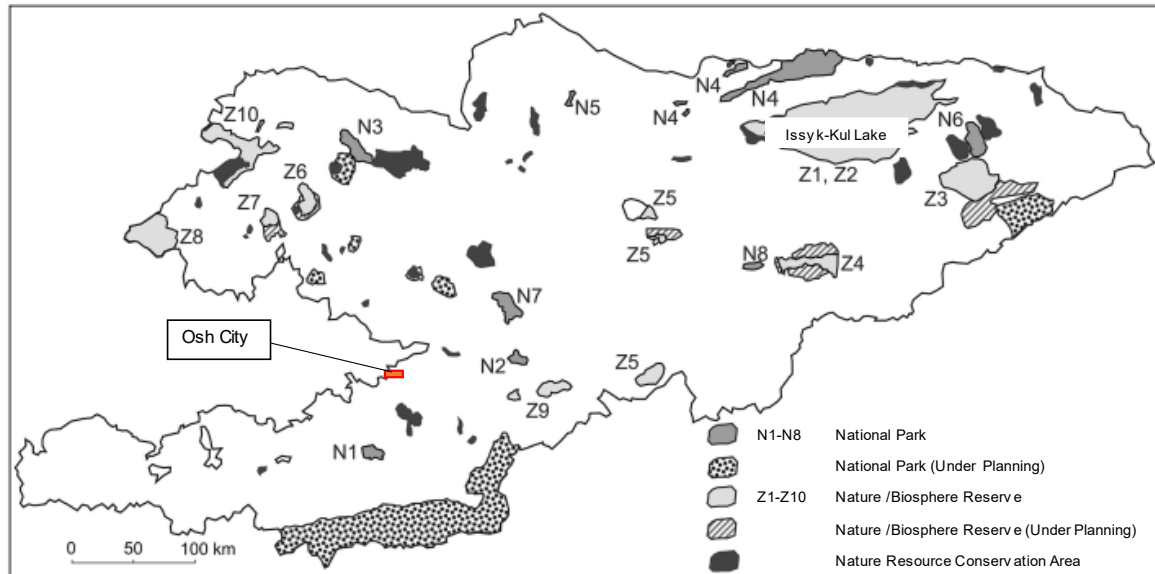 N4
N4
N5
N4
Z10
N3
Issyk-Kul Lake
N6
Z6
Z1, Z2
Z3
Z7
Z5
Z8
Z5
N8
Z4
N7
Osh City
N2
Z5
Z9
N1
N1-N8 National Park
National Park (Under Planning)
Z1-Z10 Nature /Biosphere Reserve
Nature /Biosphere Reserve (Under Planning)
Nature Resource Conservation Area
0 50 100 km